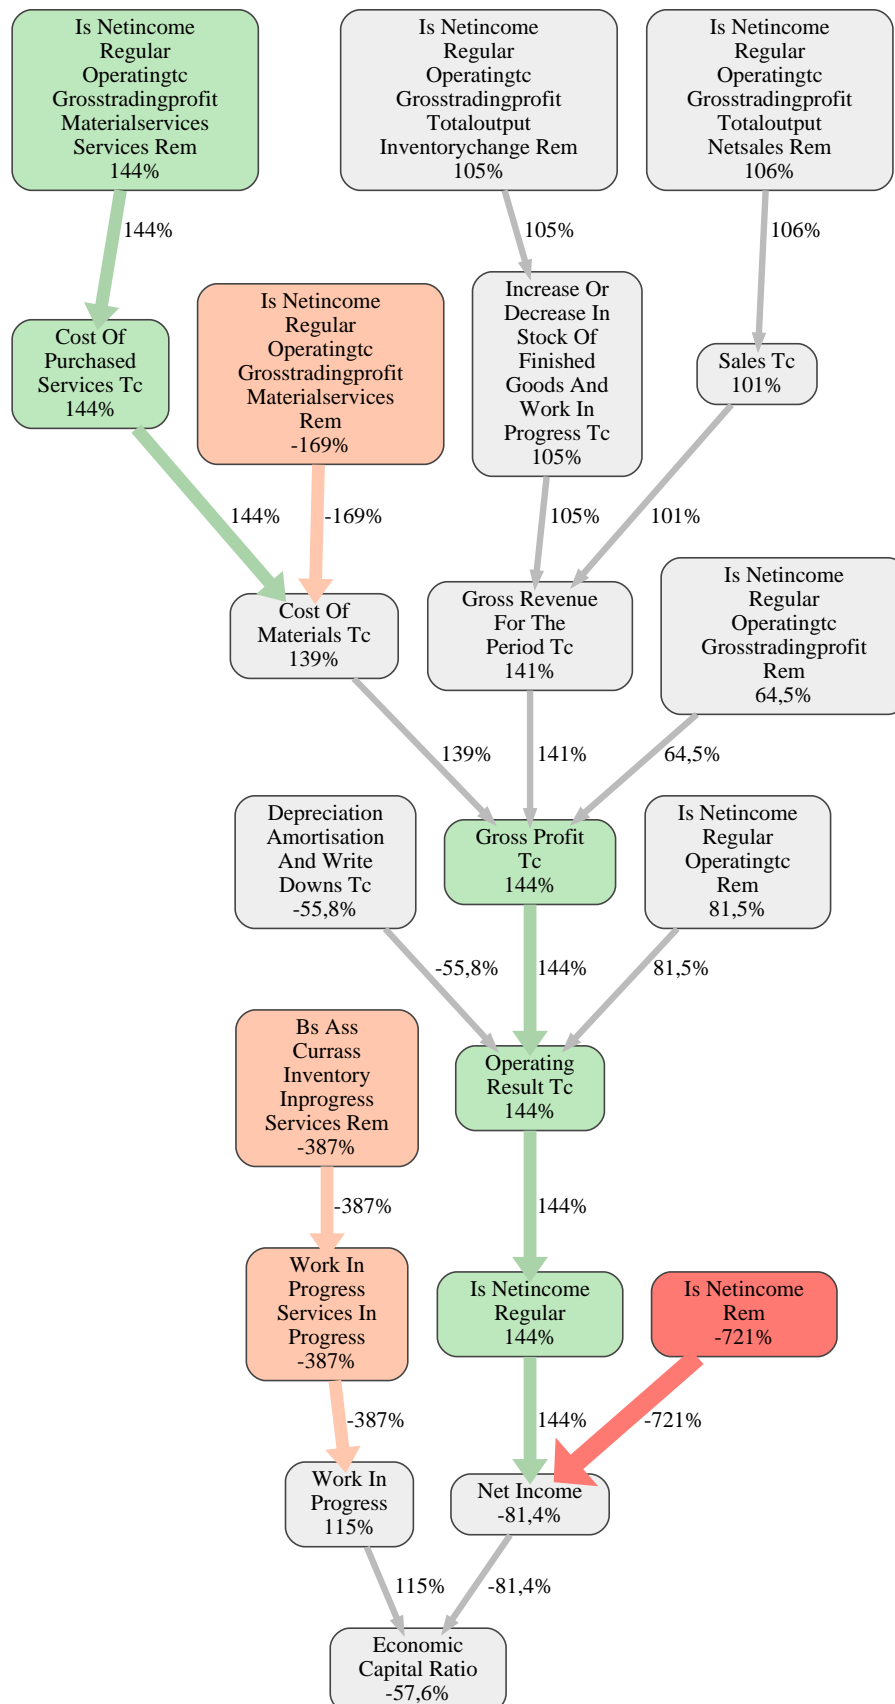 Is Netincome
Regular
Operatingtc
Grosstradingprofit
Materialservices
Services Rem
144%
Is Netincome
Regular
Operatingtc
Grosstradingprofit
Totaloutput
Inventorychange Rem
105%
Is Netincome
Regular
Operatingtc
Grosstradingprofit
Totaloutput
Netsales Rem
106%
144%
105%
106%
Cost Of
Purchased
Services Tc
144%
Is Netincome
Regular
Operatingtc
Grosstradingprofit
Materialservices
Rem
-169%
Increase Or
Decrease In
Stock Of
Finished
Goods And
Work In
Progress Tc
105%
Sales Tc
101%
144%
-169%
105%
101%
Cost Of
Materials Tc
139%
Gross Revenue
For The
Period Tc
141%
Is Netincome
Regular
Operatingtc
Grosstradingprofit
Rem
64,5%
139%
141%
64,5%
Depreciation
Amortisation
And Write
Downs Tc
-55,8%
Gross Profit
Tc
144%
Is Netincome
Regular
Operatingtc
Rem
81,5%
-55,8%
144%
81,5%
Bs Ass
Currass
Inventory
Inprogress
Services Rem
-387%
Operating
Result Tc
144%
-387%
144%
Work In
Progress
Services In
Progress
-387%
Is Netincome
Regular
144%
Is Netincome
Rem
-721%
-387%
144%
-721%
Work In
Progress
115%
Net Income
-81,4%
115%
-81,4%
Economic
Capital Ratio
-57,6%